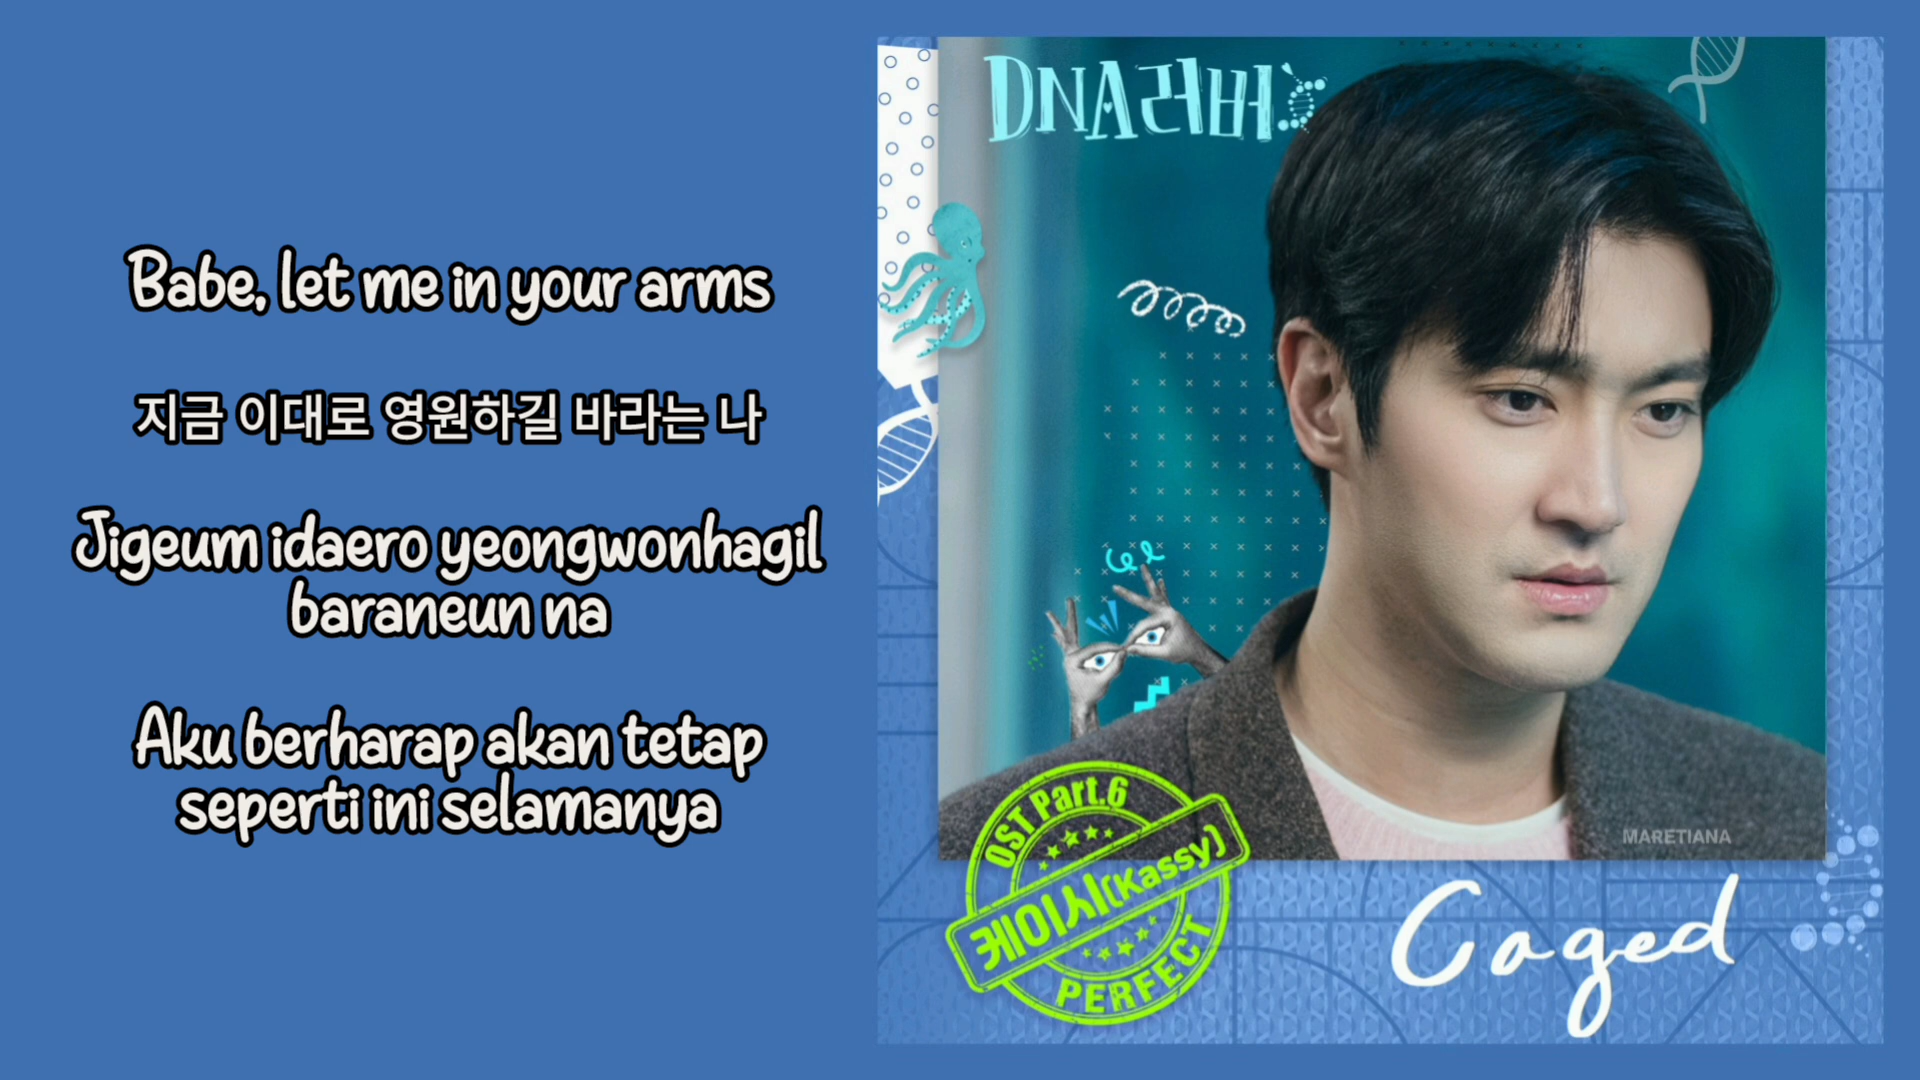 Babe, let me in your arms
지금 이대로 영원하길 바라는 나
Jigeum idaero yeongwonhagil
baraneun na
Aku berharap akan tetap
seperti ini selamanya
DNA러버
OST Part.6
케이시(Kassy)
PERFECT
MARETIANA
Caged